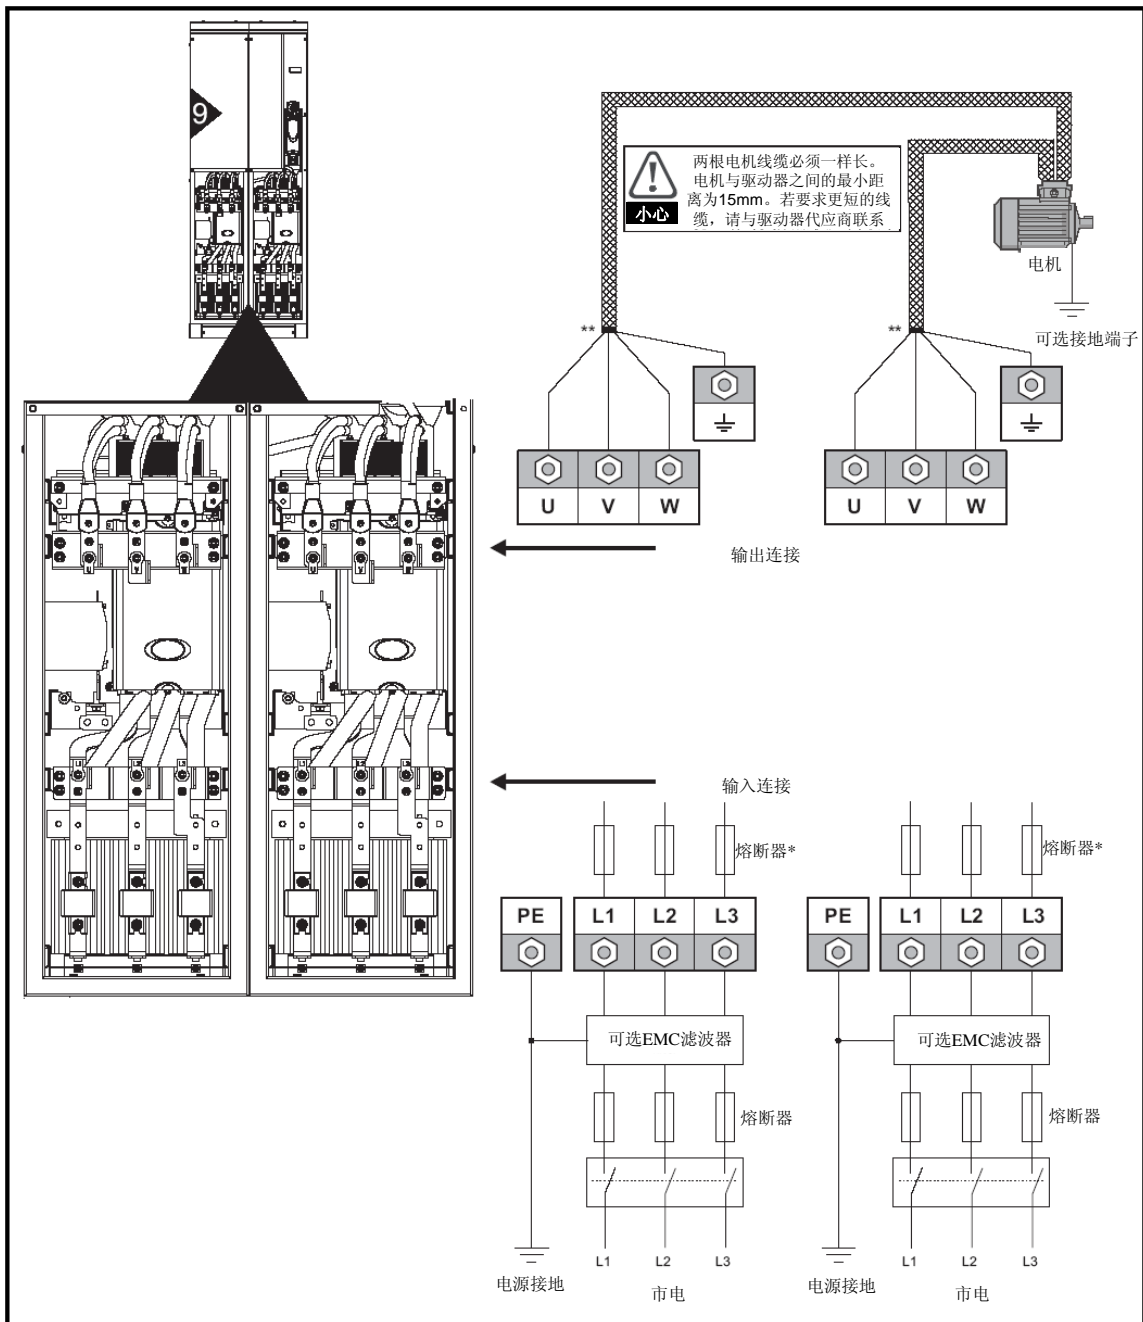 9
两根电机线缆必须一样长。
电机与驱动器之间的最小距
离为15mm。若要求更短的线
缆，请与驱动器代应商联系
小心
电机
可选接地端子
**
**
U V W
U V W
输出连接
U V W
U V W
L1 L2 L3
L1 L2 L3
输入连接
熔断器*
熔断器*
PE L1 L2 L3
PE L1 L2 L3
可选EMC滤波器
可选EMC滤波器
熔断器
熔断器
L1 L2 L3
L1 L2 L3
电源接地
市电
电源接地
市电